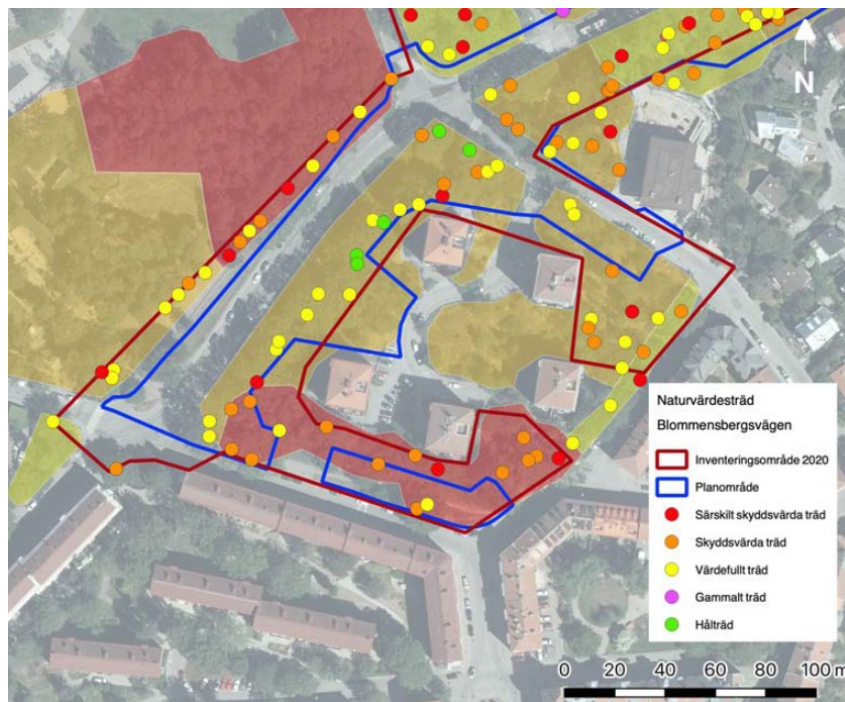 N
Naturvärdesträd
Blommensbergsvägen
Inventeringsområde 2020
Planområde
Särskilt skyddsvärda träd
Skyddsvärda träd
Värdefullt träd
Gammalt träd
Hålträd
0 20 40 60 80 100 m